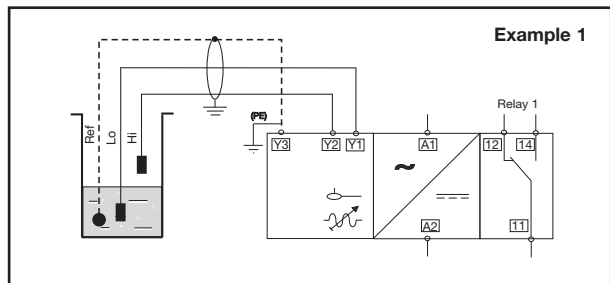 Example 1
Ref
Lo
Hi
(PE)
Relay 1
Y3
Y2
Y1
A1
12
14
A2
11